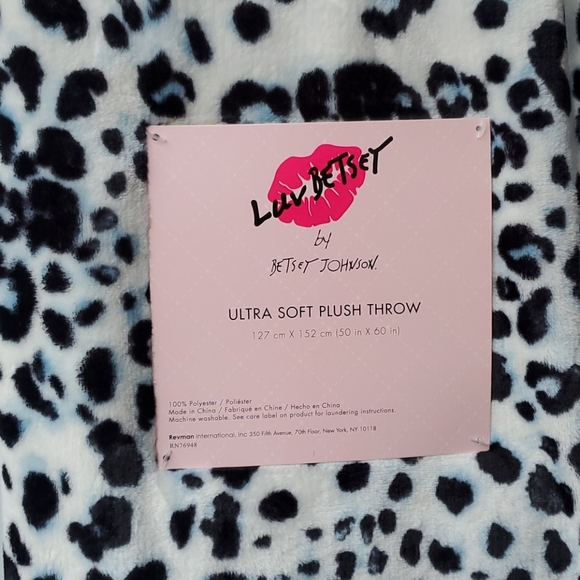 Luv BETSEY
by
BETSEY JOHNSON.
ULTRA SOFT PLUSH THROW
127 cm X 152 cm (50 in X 60 in)
100% Polyester / Poliéster
Made in China / Fabriqué en Chine / Hecho en China
Machine washable. See care label on product for laundering instructions.
Revman International, Inc 350 Fifth Avenue, 70th Floor, New York, NY 10118
RN76948